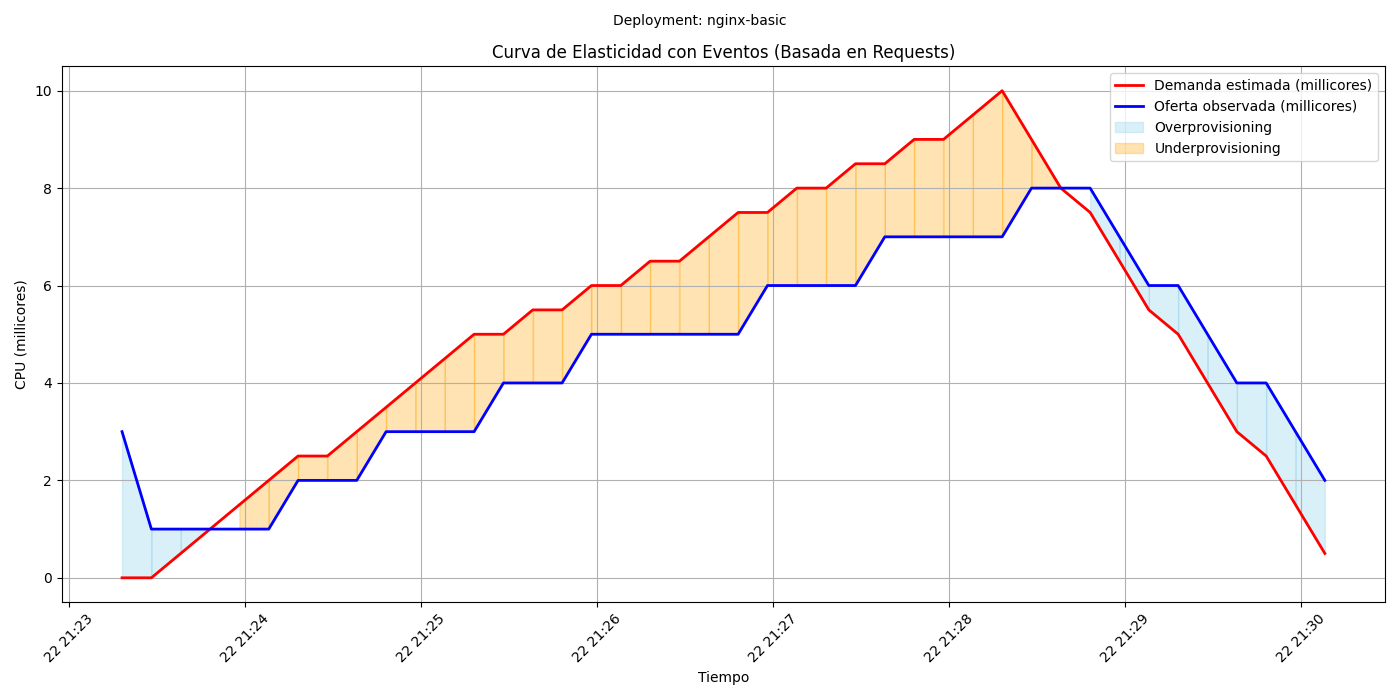 Deployment: nginx-basic
Curva de Elasticidad con Eventos (Basada en Requests)
Demanda estimada (millicores)
Oferta observada (millicores)
Overprovisioning
Underprovisioning
CPU (millicores)
10
8
6
4
2
0
22 21:23
22 21:24
22 21:25
22 21:26
22 21:27
22 21:28
22 21:29
22 21:30
Tiempo